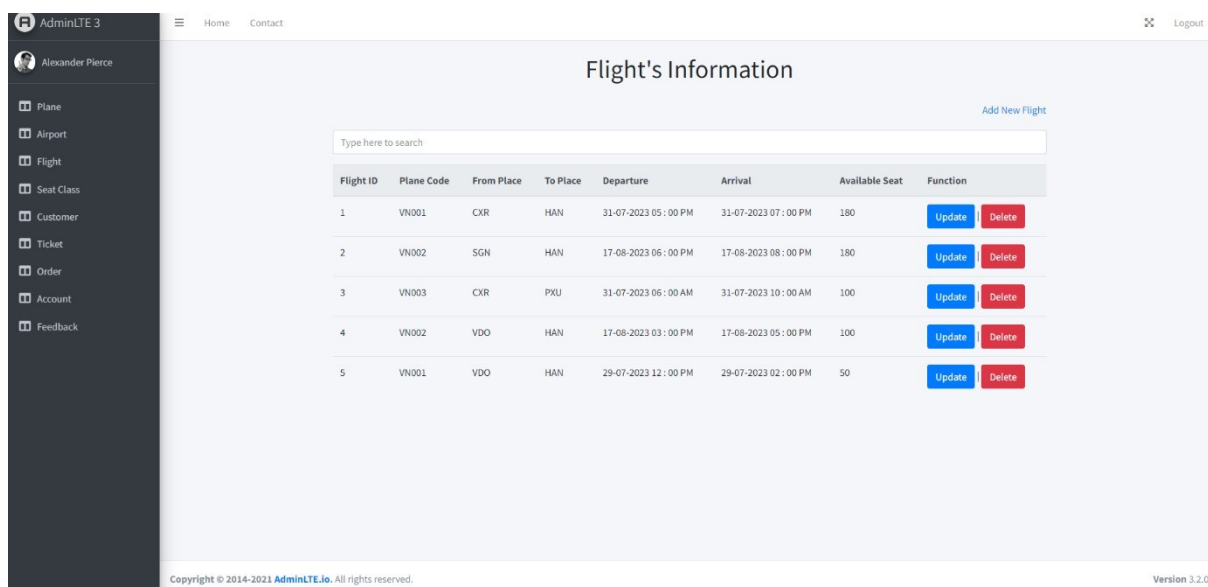 AdminLTE 3
Home Contact Logout
Alexander Pierce
Plane
Airport
Flight
Seat Class
Customer
Ticket
Order
Account
Feedback
Flight's Information
Add New Flight
Type here to search
Flight ID Plane Code From Place To Place Departure Arrival Available Seat Function
1 VN001 CXR HAN 31-07-2023 05 : 00 PM 31-07-2023 07 : 00 PM 180 Update | Delete
2 VN002 SGN HAN 17-08-2023 06 : 00 PM 17-08-2023 08 : 00 PM 180 Update | Delete
3 VN003 CXR PXU 31-07-2023 06 : 00 AM 31-07-2023 10 : 00 AM 100 Update | Delete
4 VN002 VDO HAN 17-08-2023 03 : 00 PM 17-08-2023 05 : 00 PM 100 Update | Delete
5 VN001 VDO HAN 29-07-2023 12 : 00 PM 29-07-2023 02 : 00 PM 50 Update | Delete
Copyright © 2014-2021 AdminLTE.io. All rights reserved. Version 3.2.0